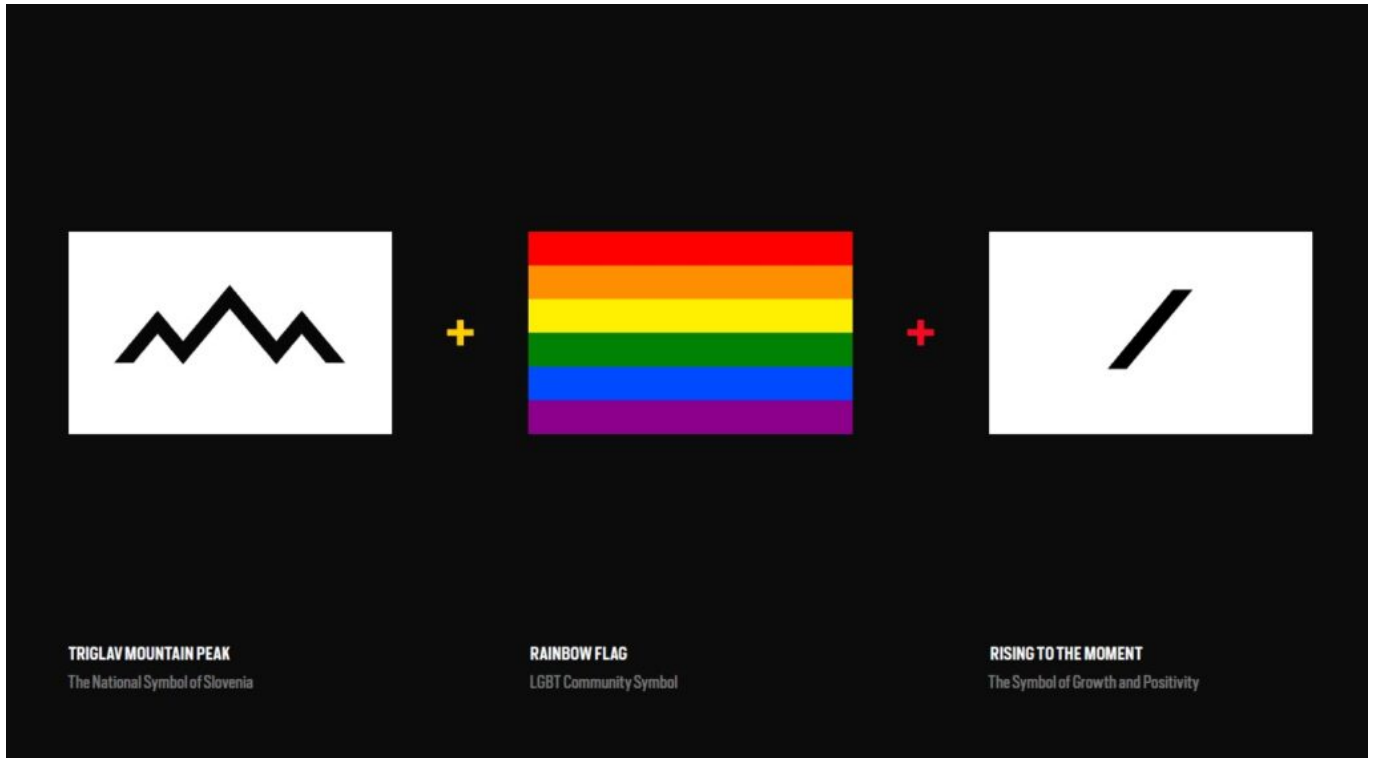 TRIGLAV MOUNTAIN PEAK
The National Symbol of Slovenia
RAINBOW FLAG
LGBT Community Symbol
RISING TO THE MOMENT
The Symbol of Growth and Positivity